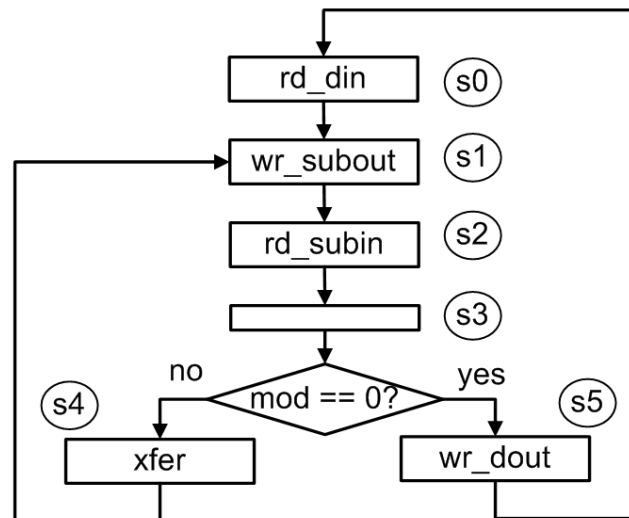 rd_din
s0
wr_subout
s1
rd_subin
s2
s3
no
yes
mod == 0?
s4
s5
xfer
wr_dout